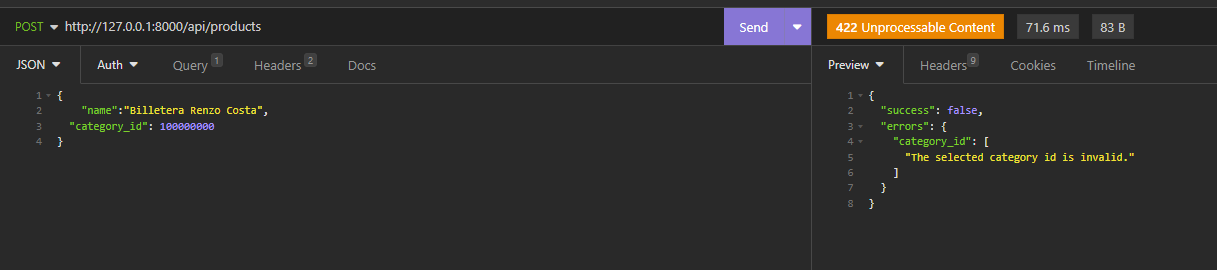 POST http://127.0.0.1:8000/api/products Send 422 Unprocessable Content 71.6 ms 83 B
JSON Auth Query 1 Headers 2 Docs Preview Headers 9 Cookies Timeline
1 {
2 "name":"Billetera Renzo Costa",
3 "category_id": 100000000
4 }
1 {
2 "success": false,
3 "errors": {
4 "category_id": [
5 "The selected category id is invalid."
6 ]
7 }
8 }